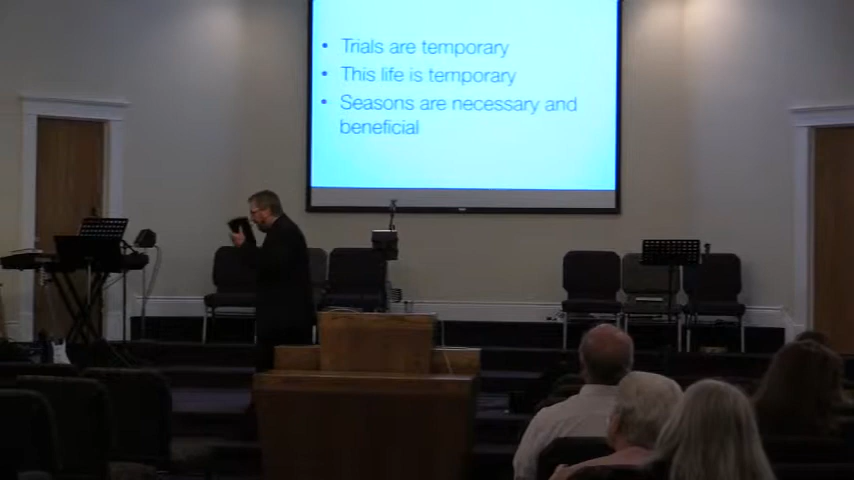 • Trials are temporary
• This life is temporary
• Seasons are necessary and
beneficial